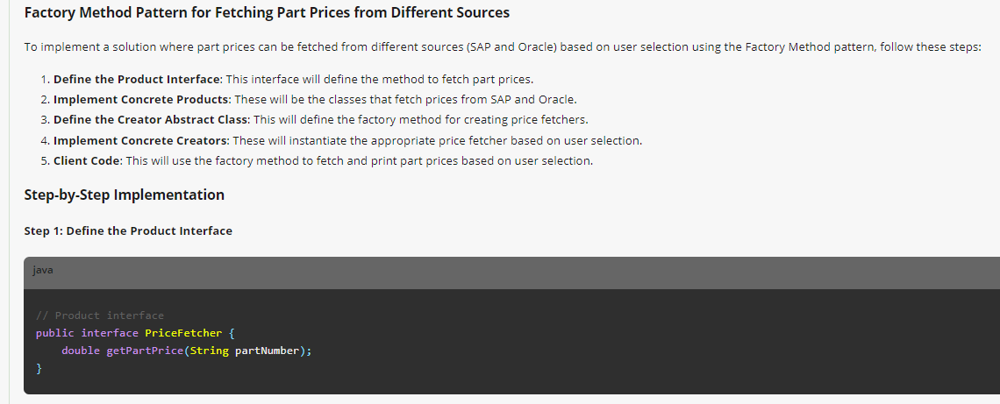 Factory Method Pattern for Fetching Part Prices from Different Sources
To implement a solution where part prices can be fetched from different sources (SAP and Oracle) based on user selection using the Factory Method pattern, follow these steps:
1. Define the Product Interface: This interface will define the method to fetch part prices.
2. Implement Concrete Products: These will be the classes that fetch prices from SAP and Oracle.
3. Define the Creator Abstract Class: This will define the factory method for creating price fetchers.
4. Implement Concrete Creators: These will instantiate the appropriate price fetcher based on user selection.
5. Client Code: This will use the factory method to fetch and print part prices based on user selection.
Step-by-Step Implementation
Step 1: Define the Product Interface
java
// Product interface
public interface PriceFetcher {
    double getPartPrice(String partNumber);
}